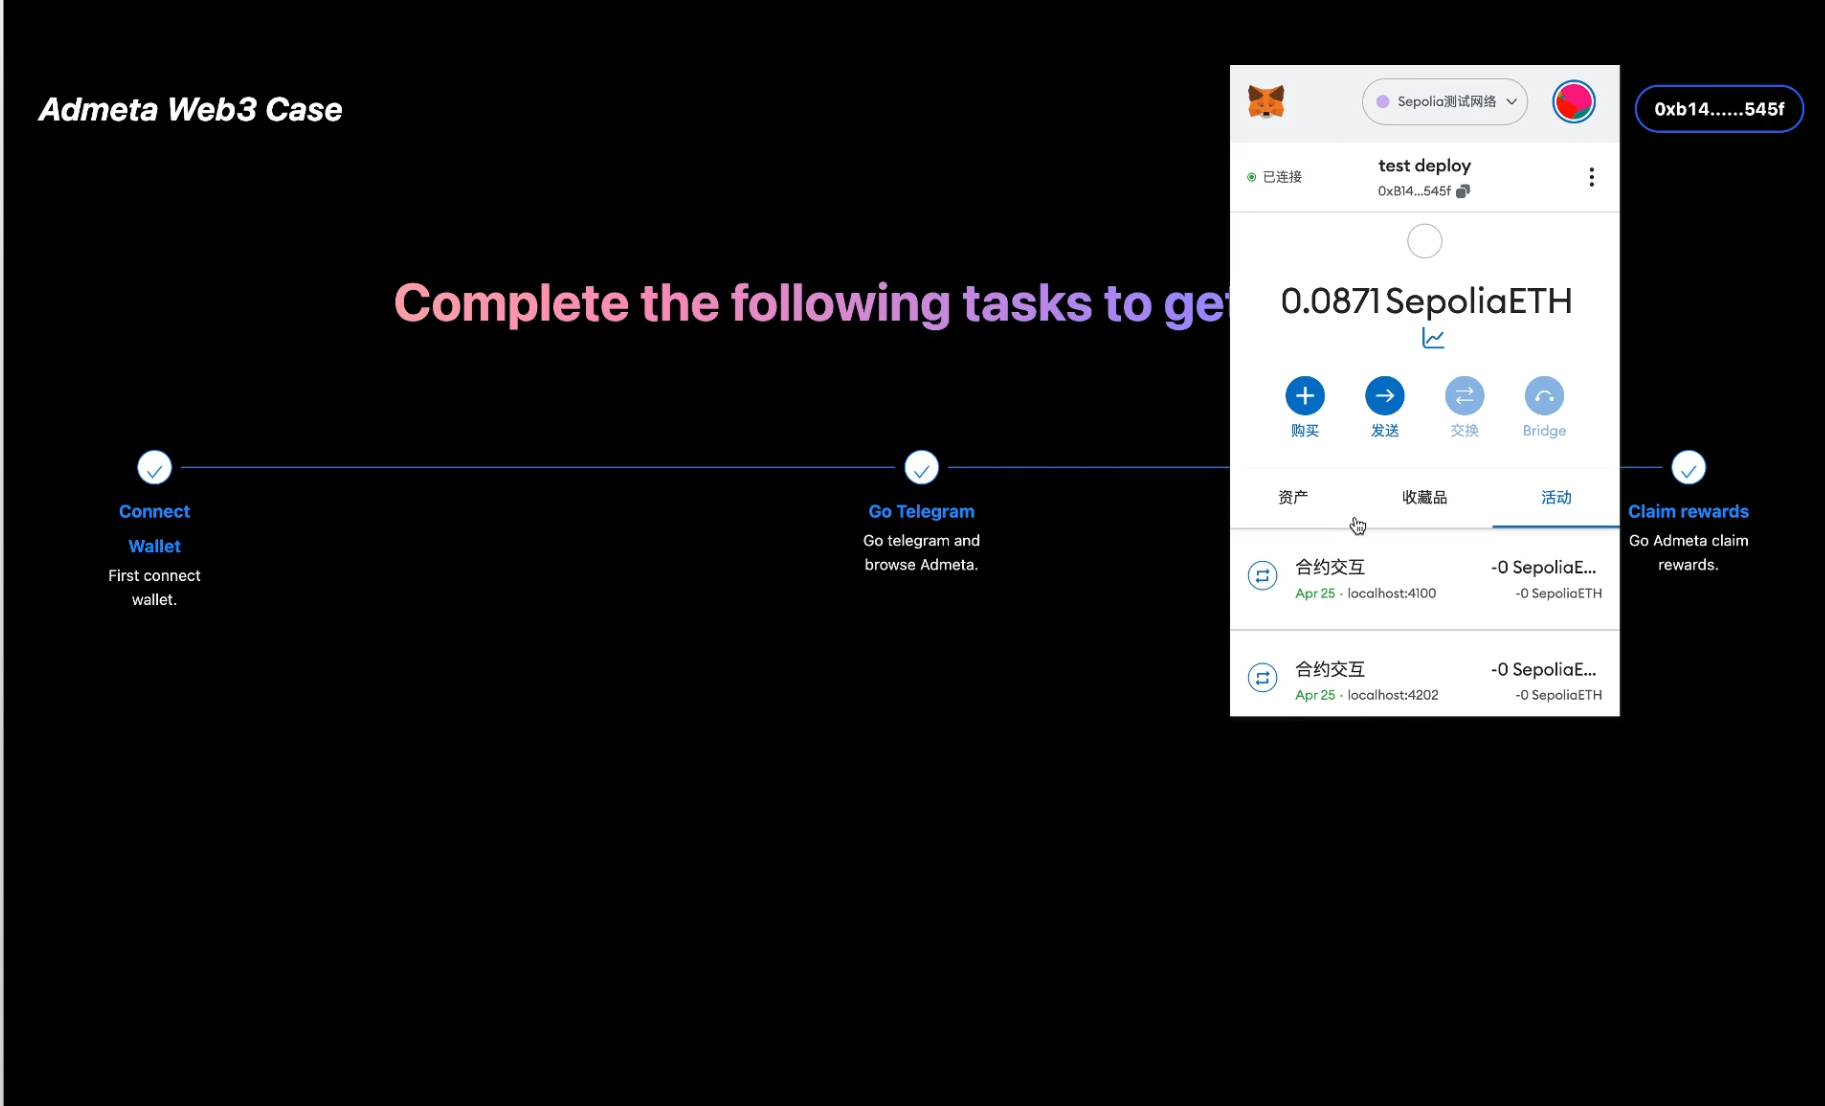 Admeta Web3 Case
0xb14......545f
Complete the following tasks to get
Connect
Wallet
First connect
wallet.
Go Telegram
Go telegram and
browse Admeta.
Claim rewards
Go Admeta claim
rewards.
Sepolia测试网络
已连接
test deploy
0xB14...545f
0.0871 SepoliaETH
购买
发送
交换
Bridge
资产
收藏品
活动
合约交互
-0 SepoliaE...
Apr 25 · localhost:4100
-0 SepoliaETH
合约交互
-0 SepoliaE...
Apr 25 · localhost:4202
-0 SepoliaETH